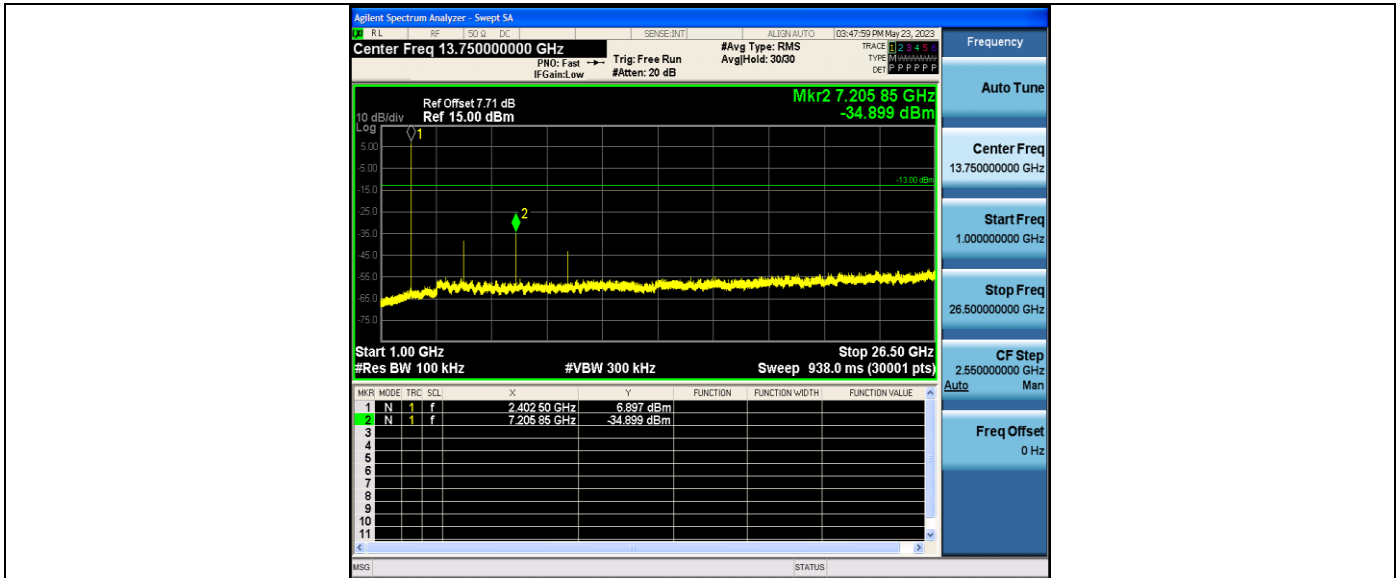 Agilent Spectrum Analyzer - Swept SA
RL RF 50 Ω DC SENSE:INT ALIGNAUTO 03:47:59 PM May 23, 2023
Center Freq 13.750000000 GHz
PNO: Fast
IFGain:Low
Trig: Free Run
#Atten: 20 dB
#Avg Type: RMS
Avg|Hold: 30/30
TRACE 1 2 3 4 5 6
TYPE M
DET P P P P P P
Mkr2 7.205 85 GHz
-34.899 dBm
Ref Offset 7.71 dB
10 dB/div Ref 15.00 dBm
Log
1
5.00
-5.00
-13.00 dBm
-15.0
-25.0
2
-35.0
-45.0
-55.0
-65.0
-75.0
Start 1.00 GHz Stop 26.50 GHz
#Res BW 100 kHz #VBW 300 kHz Sweep 938.0 ms (30001 pts)
MKR MODE TRC SCL X Y FUNCTION FUNCTION WIDTH FUNCTION VALUE
1 N 1 f 2.402 50 GHz 6.897 dBm
2 N 1 f 7.205 85 GHz -34.899 dBm
3
4
5
6
7
8
9
10
11
MSG STATUS
Frequency
Auto Tune
Center Freq
13.750000000 GHz
Start Freq
1.000000000 GHz
Stop Freq
26.500000000 GHz
CF Step
2.550000000 GHz
Auto Man
Freq Offset
0 Hz